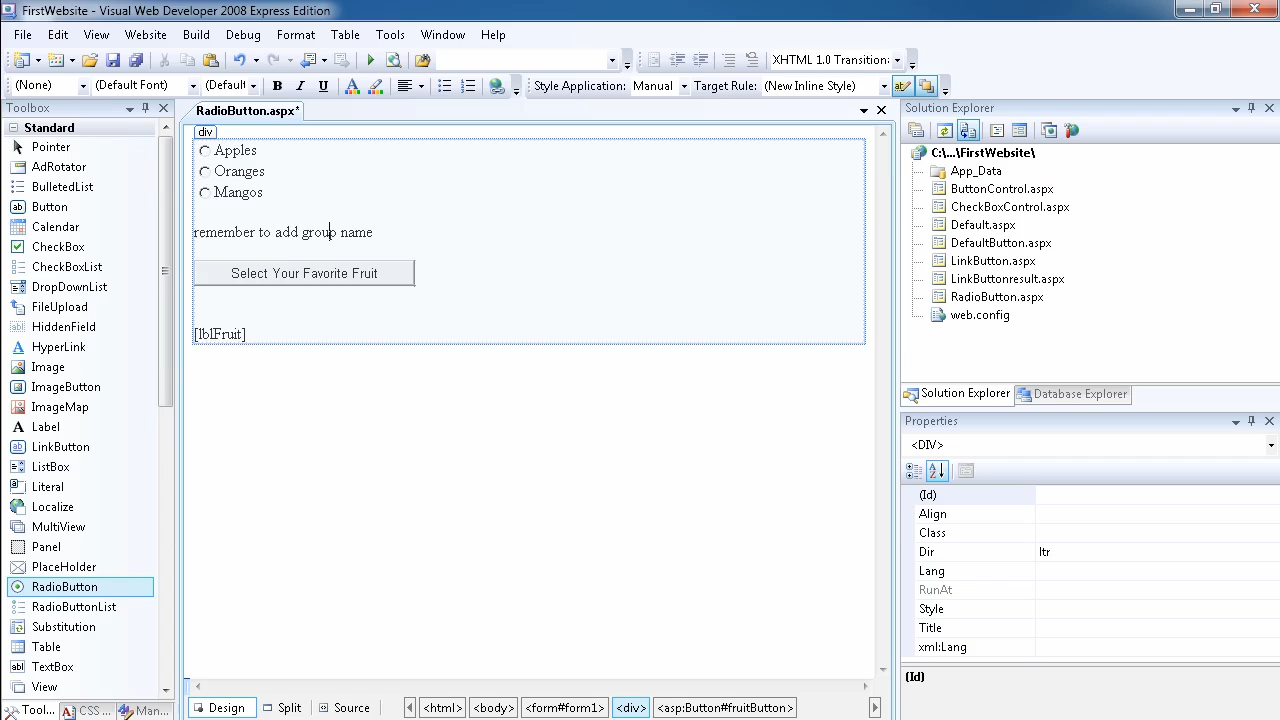 FirstWebsite - Visual Web Developer 2008 Express Edition
File Edit View Website Build Debug Format Table Tools Window Help
XHTML 1.0 Transition
(None) (Default Font) (Default B I U Style Application: Manual Target Rule: (New Inline Style)
Toolbox
Standard
Pointer
AdRotator
BulletedList
Button
Calendar
CheckBox
CheckBoxList
DropDownList
FileUpload
HiddenField
HyperLink
Image
ImageButton
ImageMap
Label
LinkButton
ListBox
Literal
Localize
MultiView
Panel
PlaceHolder
RadioButton
RadioButtonList
Substitution
Table
TextBox
View
Tool... CSS ... Man...
RadioButton.aspx*
div
Apples
Oranges
Mangos
remember to add group name
Select Your Favorite Fruit
[lblFruit]
Design Split Source <html> <body> <form#form1> <div> <asp:Button#fruitButton>
Solution Explorer
C:\...\FirstWebsite\
App_Data
ButtonControl.aspx
CheckBoxControl.aspx
Default.aspx
DefaultButton.aspx
LinkButton.aspx
LinkButtonresult.aspx
RadioButton.aspx
web.config
Solution Explorer Database Explorer
Properties
<DIV>
(Id)
Align
Class
Dir ltr
Lang
RunAt
Style
Title
xml:Lang
(Id)